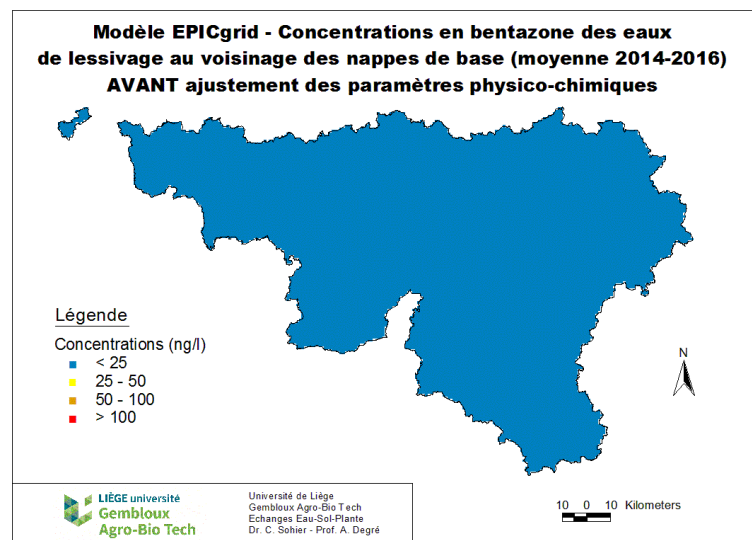 Modèle EPICgrid - Concentrations en bentazone des eaux
de lessivage au voisinage des nappes de base (moyenne 2014-2016)
AVANT ajustement des paramètres physico-chimiques
Légende
Concentrations (ng/l)
< 25
25 - 50
50 - 100
> 100
N
10 0 10 Kilometers
LIÈGE université
Gembloux
Agro-Bio Tech
Université de Liège
Gembloux Agro-Bio Tech
Echanges Eau-Sol-Plante
Dr. C. Sohier - Prof. A. Degré